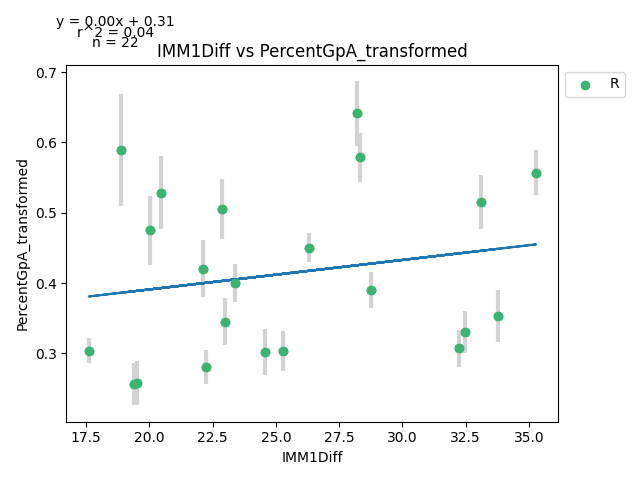 y = 0.00x + 0.31
r^2 = 0.04
n = 22
IMM1Diff vs PercentGpA_transformed
R
PercentGpA_transformed
0.7
0.6
0.5
0.4
0.3
17.5 20.0 22.5 25.0 27.5 30.0 32.5 35.0
IMM1Diff